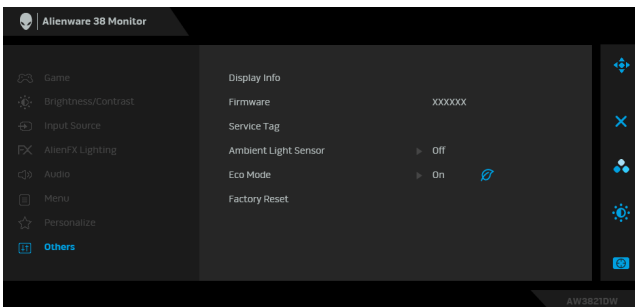 Alienware 38 Monitor
Game
Brightness/Contrast
Input Source
AlienFX Lighting
Audio
Menu
Personalize
Others
Display Info
Firmware XXXXXX
Service Tag
Ambient Light Sensor Off
Eco Mode On
Factory Reset
AW3821DW